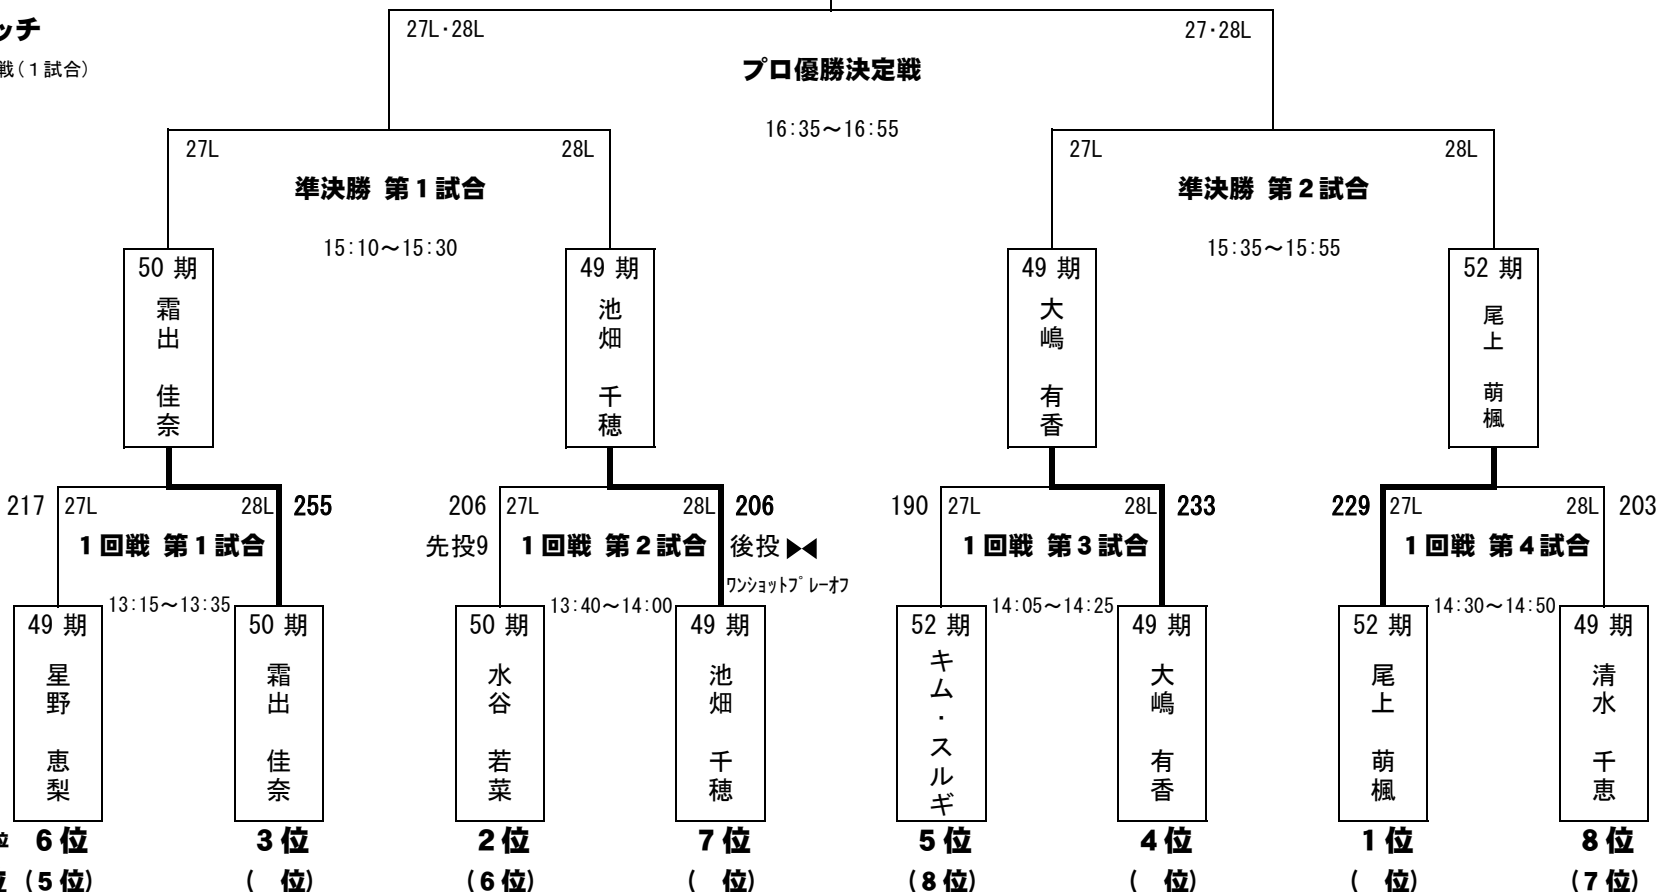 ッチ
戦(1試合)
27L・28L
27・28L
プロ優勝決定戦
16:35～16:55
27L
28L
27L
28L
準決勝 第1試合
準決勝 第2試合
15:10～15:30
15:35～15:55
50 期
霜出 佳奈
49 期
池畑 千穂
49 期
大嶋 有香
52 期
尾上 萌楓
217 27L 28L 255
1回戦 第1試合
13:15～13:35
206 27L 28L 206
先投9 1回戦 第2試合 後投▶◀
ワンショットプレーオフ
13:40～14:00
190 27L 28L 233
1回戦 第3試合
14:05～14:25
229 27L 28L 203
1回戦 第4試合
14:30～14:50
49 期
星野 恵梨
50 期
霜出 佳奈
50 期
水谷 若菜
49 期
池畑 千穂
52 期
キム・スルギ
49 期
大嶋 有香
52 期
尾上 萌楓
49 期
清水 千恵
位 6位 3位 2位 7位 5位 4位 1位 8位
位 (5位) ( 位) (6位) ( 位) (8位) ( 位) ( 位) (7位)